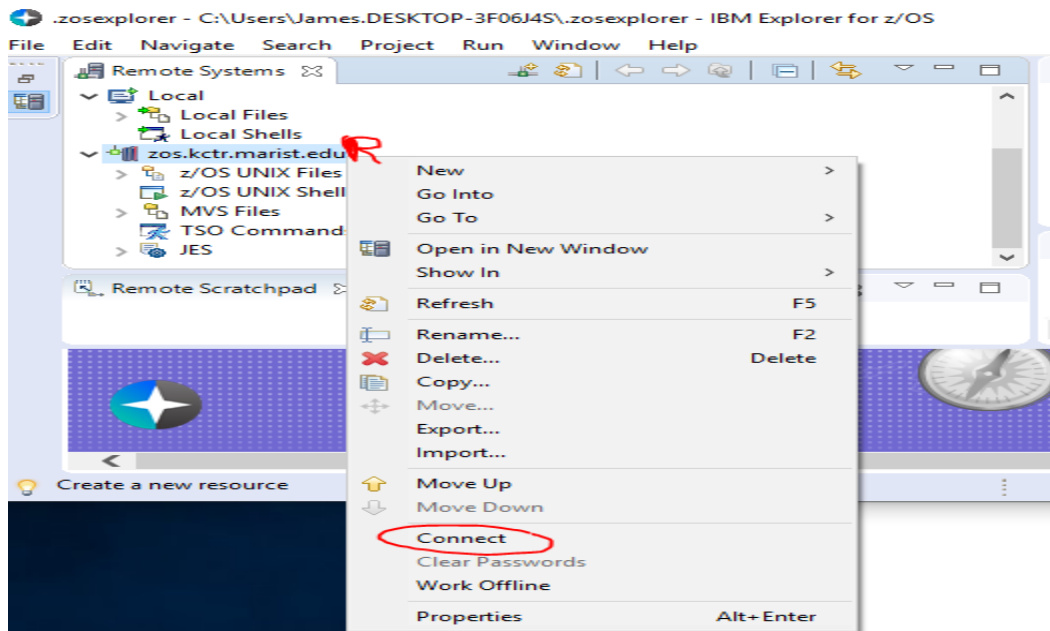 .zosexplorer - C:\Users\James.DESKTOP-3F06J4S\.zosexplorer - IBM Explorer for z/OS
File Edit Navigate Search Project Run Window Help
Remote Systems
Local
Local Files
Local Shells
R
zos.kctr.marist.edu
z/OS UNIX Files
z/OS UNIX Shell
MVS Files
TSO Command
JES
Remote Scratchpad
Create a new resource
New
Go Into
Go To
Open in New Window
Show In
Refresh F5
Rename... F2
Delete... Delete
Copy...
Move...
Export...
Import...
Move Up
Move Down
Connect
Clear Passwords
Work Offline
Properties Alt+Enter